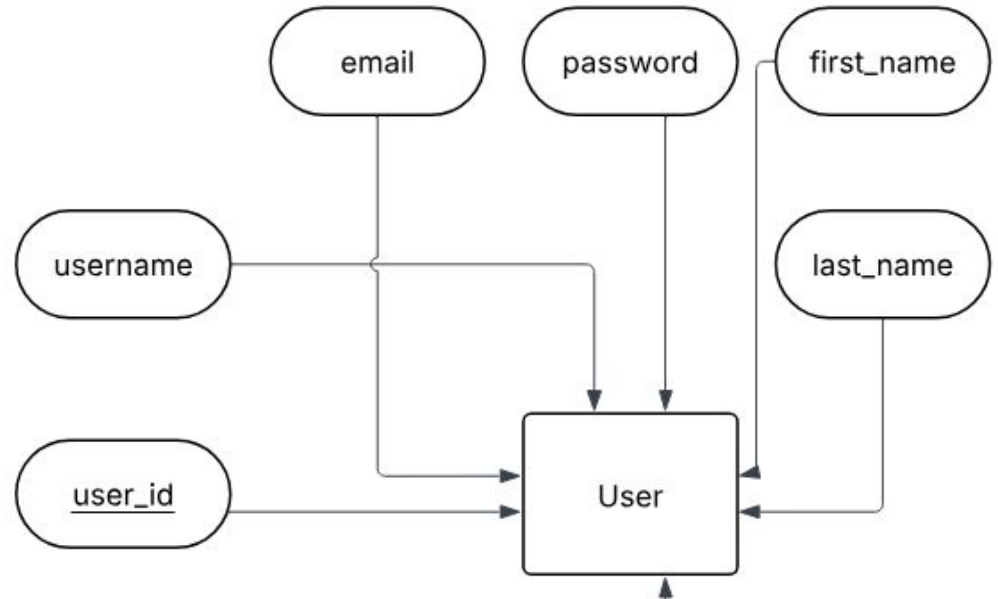 email
password
first_name
username
last_name
user_id
User